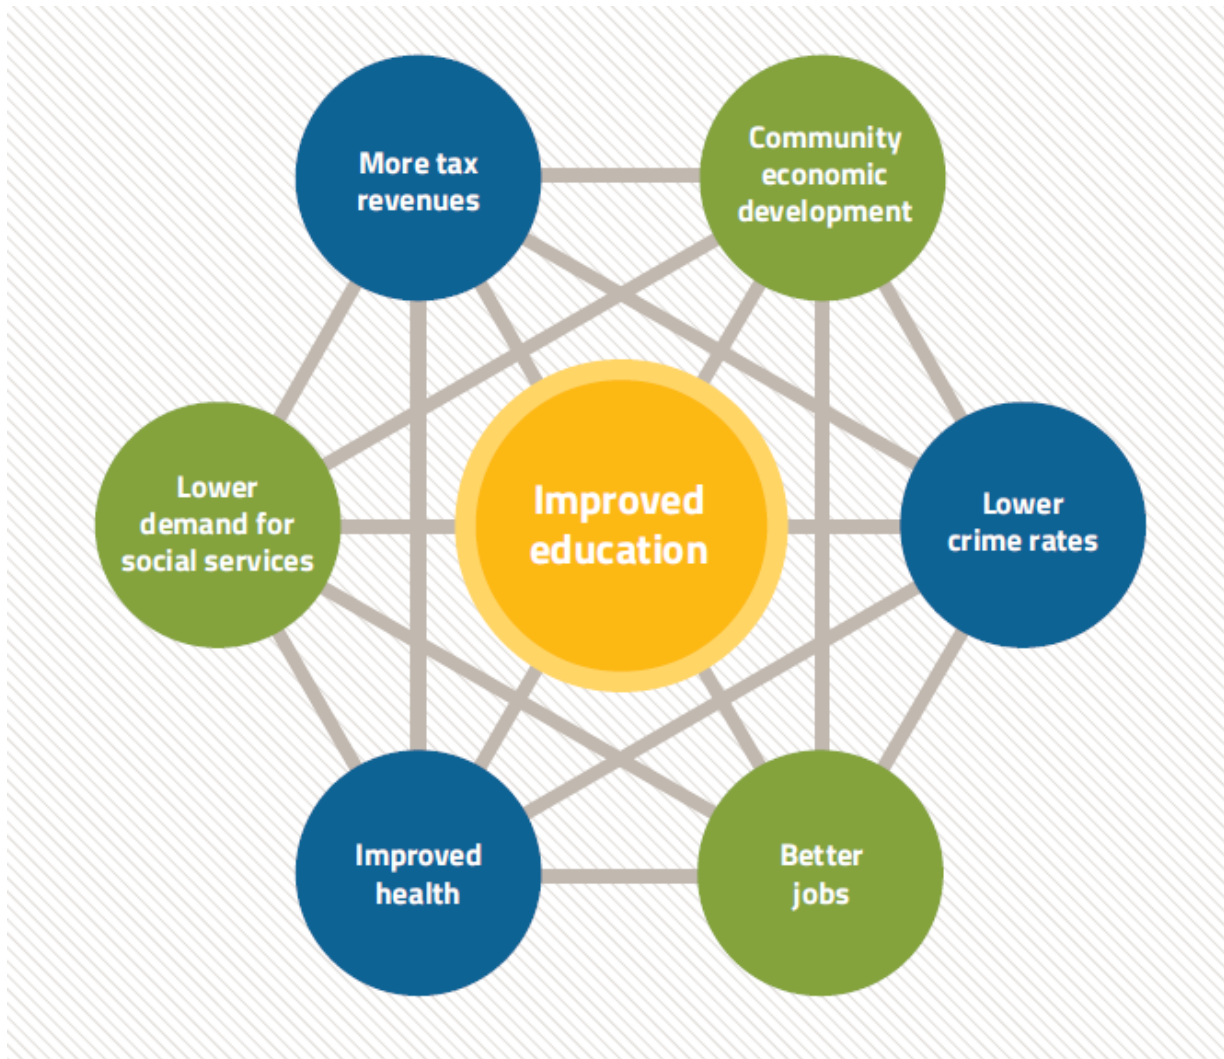 More tax
revenues
Community
economic
development
Lower
demand for
social services
Improved
education
Lower
crime rates
Improved
health
Better
jobs